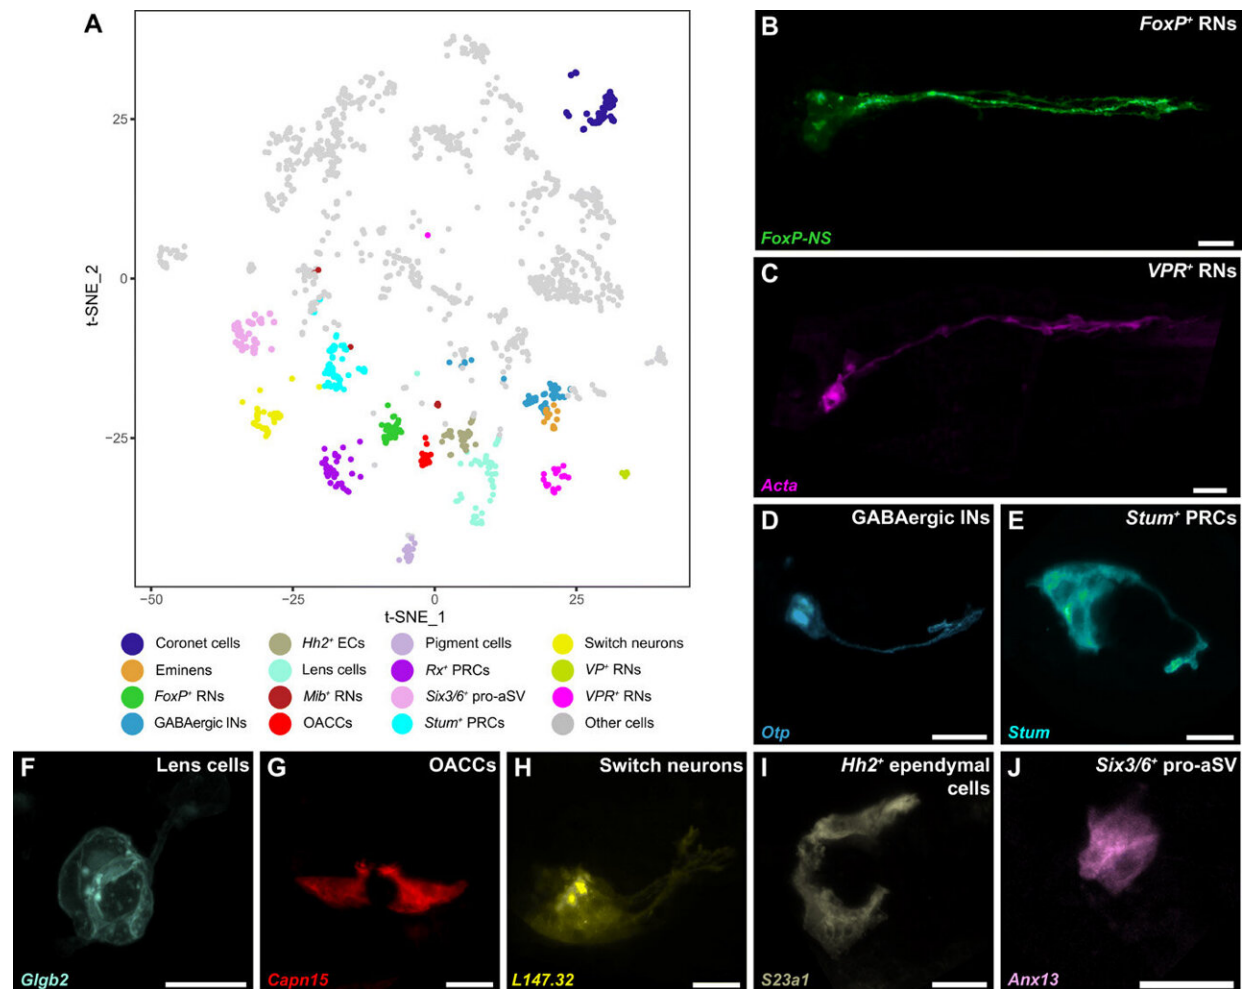 A
25
0
−25
t-SNE_2
−50
−25
0
25
t-SNE_1
Coronet cells
Hh2⁺ ECs
Pigment cells
Switch neurons
Eminens
Lens cells
Rx⁺ PRCs
VP⁺ RNs
FoxP⁺ RNs
Mib⁺ RNs
Six3/6⁺ pro-aSV
VPR⁺ RNs
GABAergic INs
OACCs
Stum⁺ PRCs
Other cells
B
FoxP⁺ RNs
FoxP-NS
C
VPR⁺ RNs
Acta
D
GABAergic INs
Otp
E
Stum⁺ PRCs
Stum
F
Lens cells
Glgb2
G
OACCs
Capn15
H
Switch neurons
L147.32
I
Hh2⁺ ependymal
cells
S23a1
J
Six3/6⁺ pro-aSV
Anx13